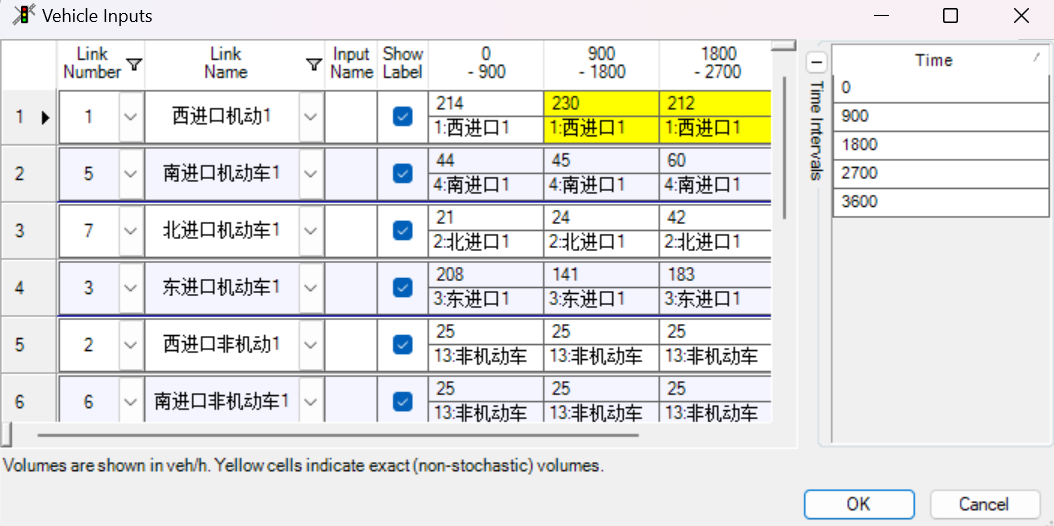 Vehicle Inputs
Link Number Link Name Input Name Show Label 0 - 900 900 - 1800 1800 - 2700
1 1 西进口机动1 214 230 212
1:西进口1 1:西进口1 1:西进口1
2 5 南进口机动车1 44 45 60
4:南进口1 4:南进口1 4:南进口1
3 7 北进口机动车1 21 24 42
2:北进口1 2:北进口1 2:北进口1
4 3 东进口机动车1 208 141 183
3:东进口1 3:东进口1 3:东进口1
5 2 西进口非机动1 25 25 25
13:非机动车 13:非机动车 13:非机动车
6 6 南进口非机动车1 25 25 25
13:非机动车 13:非机动车 13:非机动车
Time Intervals
Time
0
900
1800
2700
3600
Volumes are shown in veh/h. Yellow cells indicate exact (non-stochastic) volumes.
OK Cancel